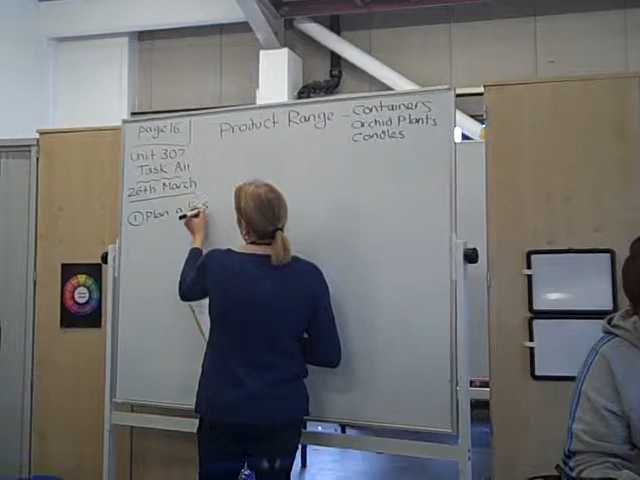 page 16
Unit 307
Task A11
26th March
① Plan a
Product Range - containers
orchid Plants
candles